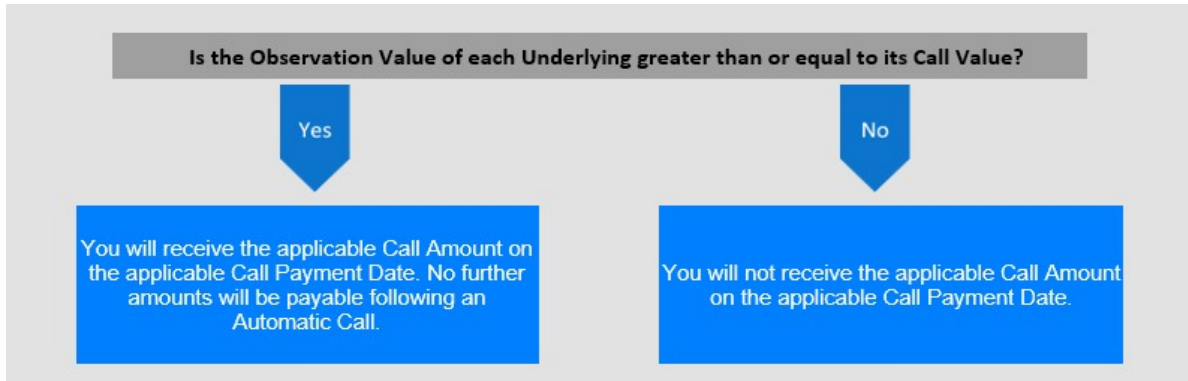 Is the Observation Value of each Underlying greater than or equal to its Call Value?
Yes
No
You will receive the applicable Call Amount on
the applicable Call Payment Date. No further
amounts will be payable following an
Automatic Call.
You will not receive the applicable Call Amount
on the applicable Call Payment Date.